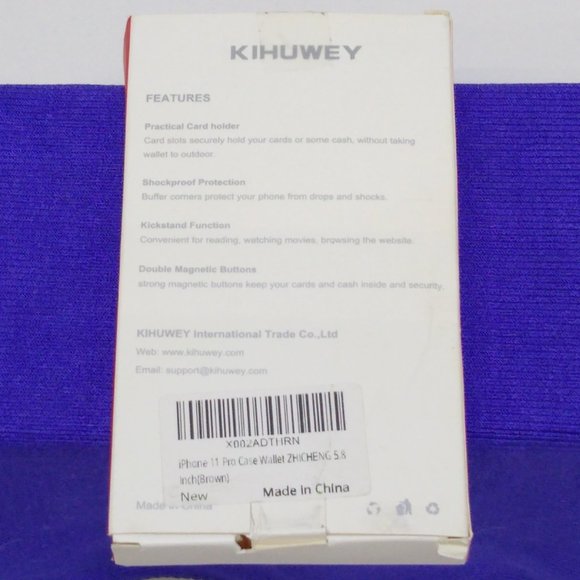 KIHUWEY
FEATURES
Practical Card holder
Card slols securely hold your cards or some cash, without taking
wallet to outdoor.
Shockproof Protection
Buffer corners protect your phone from drops and shocks.
Kickstand Function
Convenient for reading, watching movies, browsing the website.
Double Magnetic Buttons
strong magnetic buttons keep your cards and cash inside and security.
KIHUWEY International Trade Co.,Ltd
Web: www.kihuwey.com
Email: support@kihuwey.com
X002ADTHRN
iPhone 11 Pro Case Wallet ZHICHENG 5.8
Inch(Brown)
New Made in China
Made in China